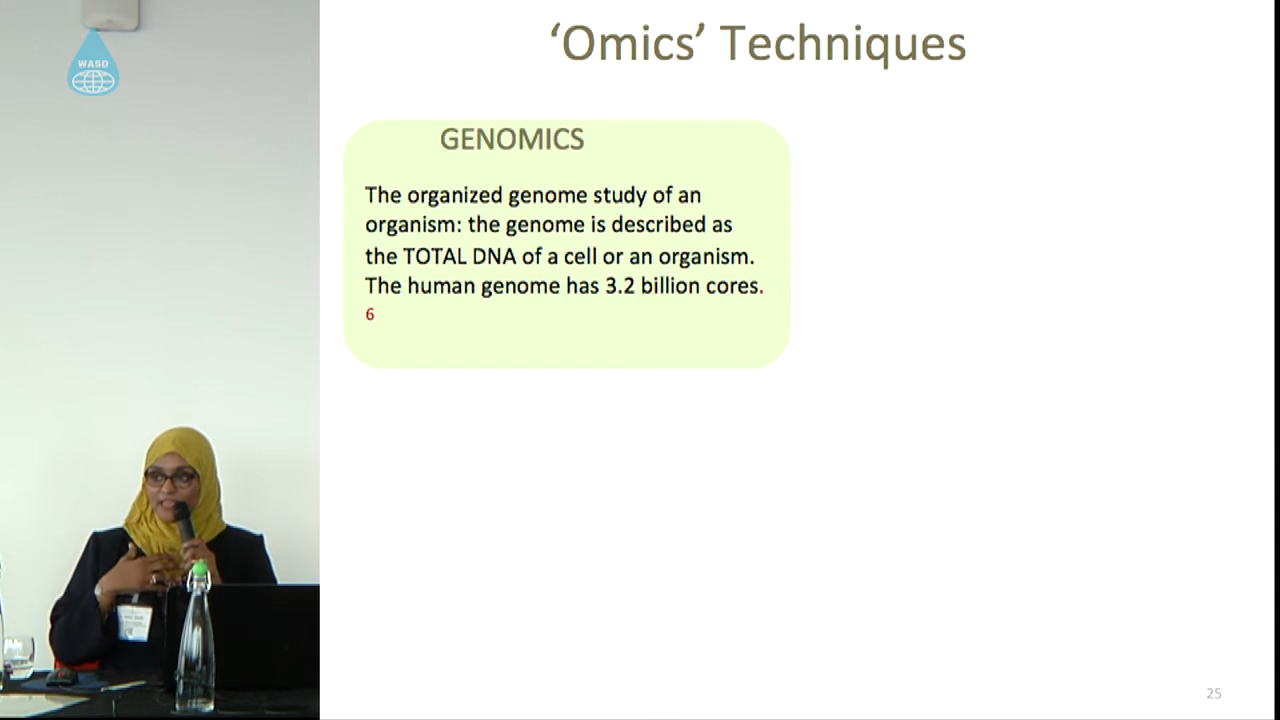 WASD
‘Omics’ Techniques
GENOMICS
The organized genome study of an
organism: the genome is described as
the TOTAL DNA of a cell or an organism.
The human genome has 3.2 billion cores.
6
25